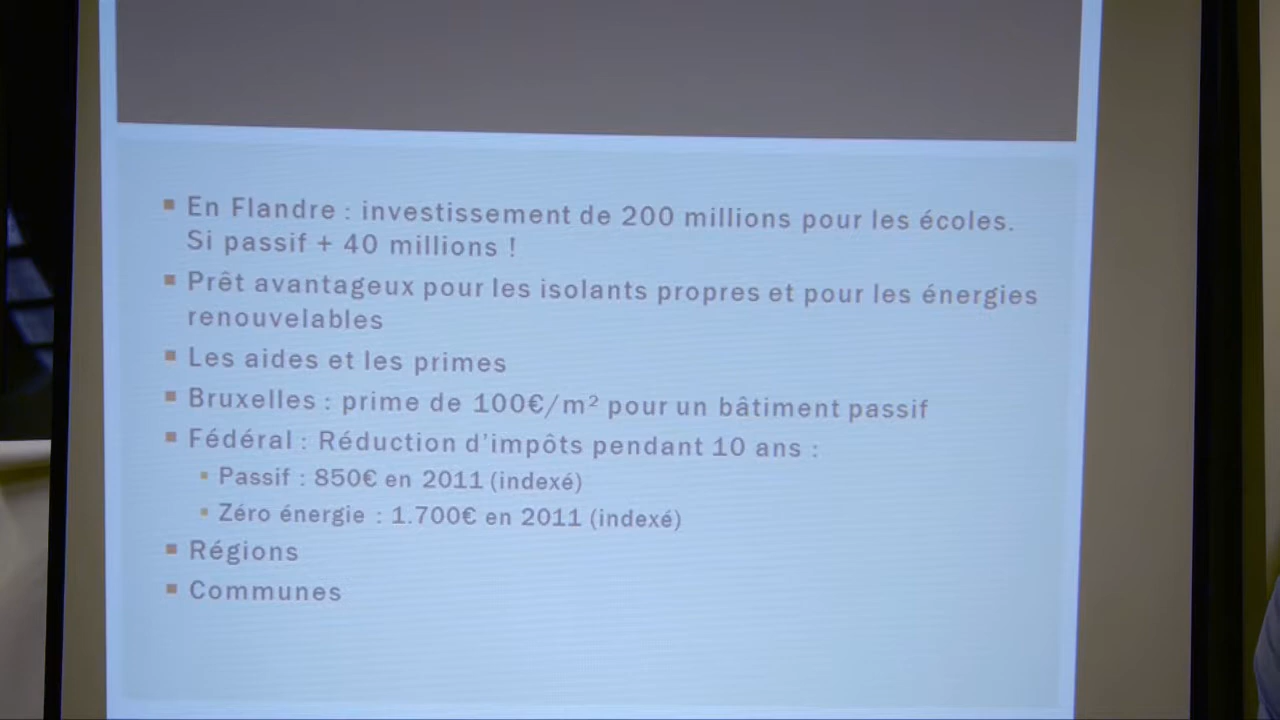 En Flandre : investissement de 200 millions pour les écoles.
Si passif + 40 millions !
Prêt avantageux pour les isolants propres et pour les énergies
renouvelables
Les aides et les primes
Bruxelles : prime de 100€/m² pour un bâtiment passif
Fédéral : Réduction d'impôts pendant 10 ans :
Passif : 850€ en 2011 (indexé)
Zéro énergie : 1.700€ en 2011 (indexé)
Régions
Communes